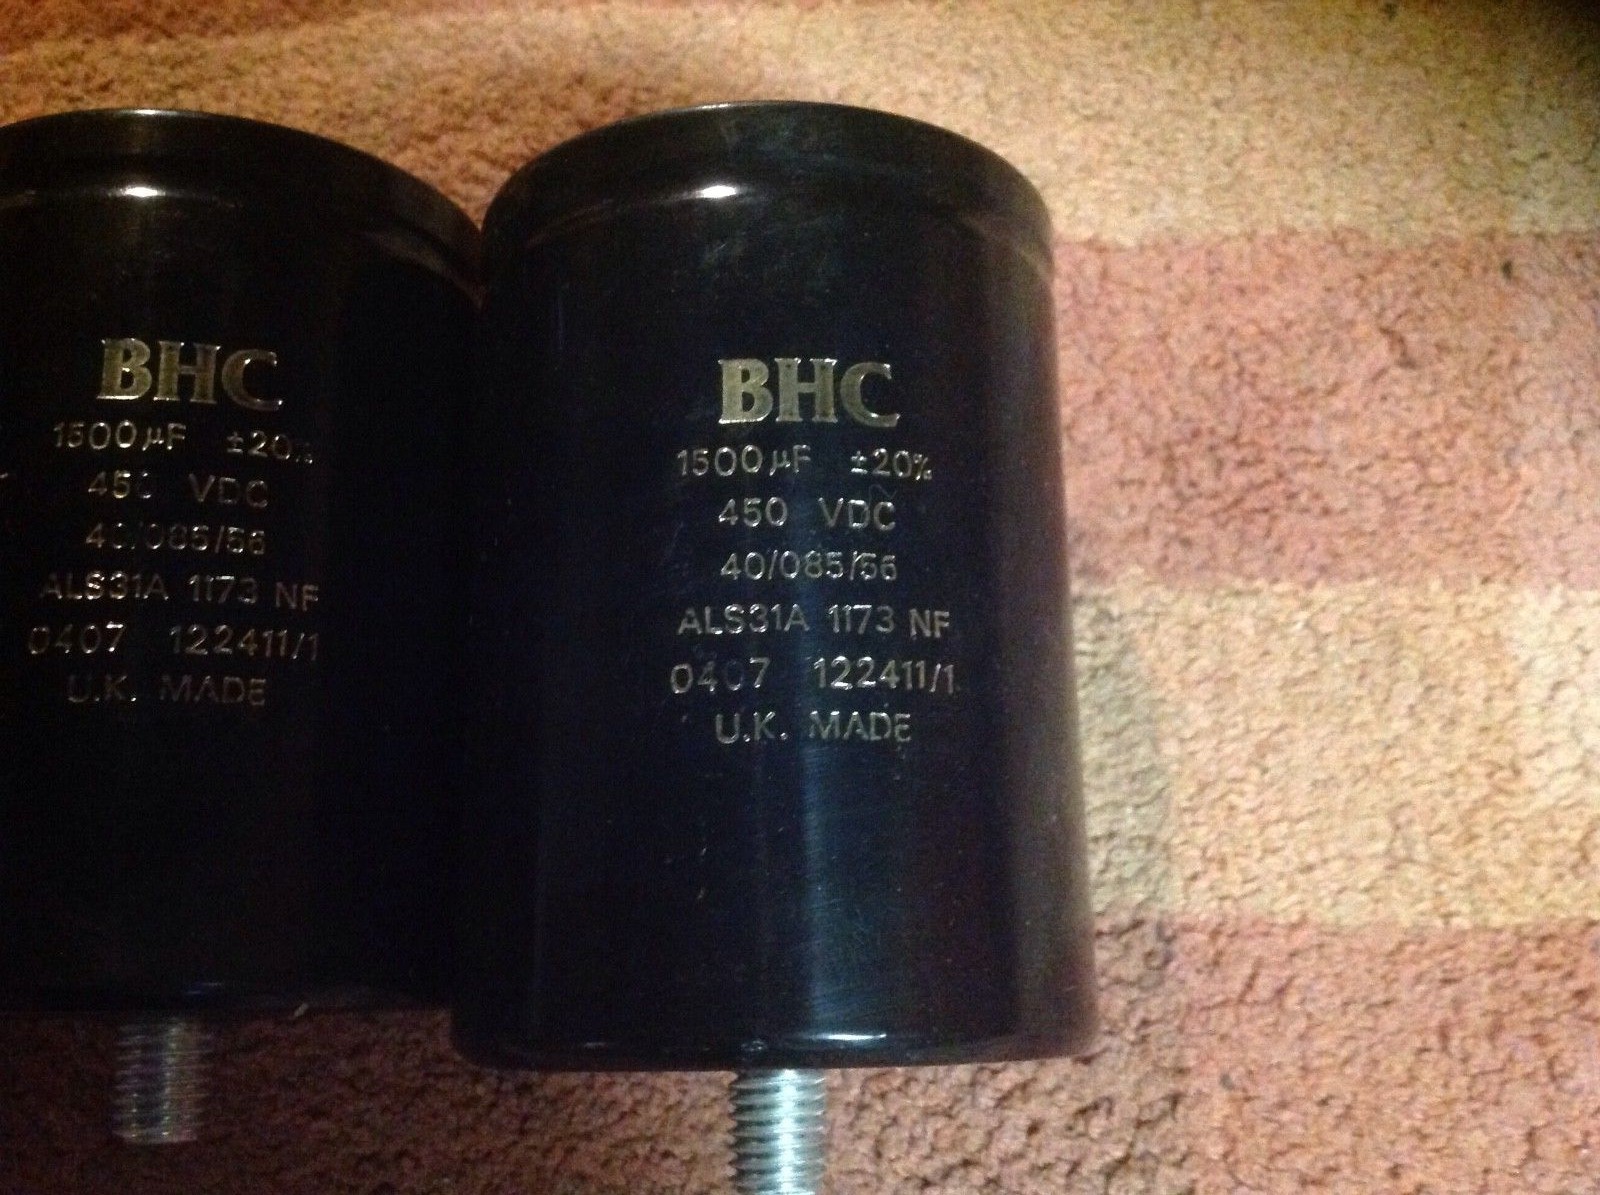 BHC
1500µF ±20%
450 VDC
40/085/56
ALS31A 1173 NF
0407 122411/1
U.K. MADE
BHC
1500µF ±20%
450 VDC
40/085/56
ALS31A 1173 NF
0407 122411/1
U.K. MADE